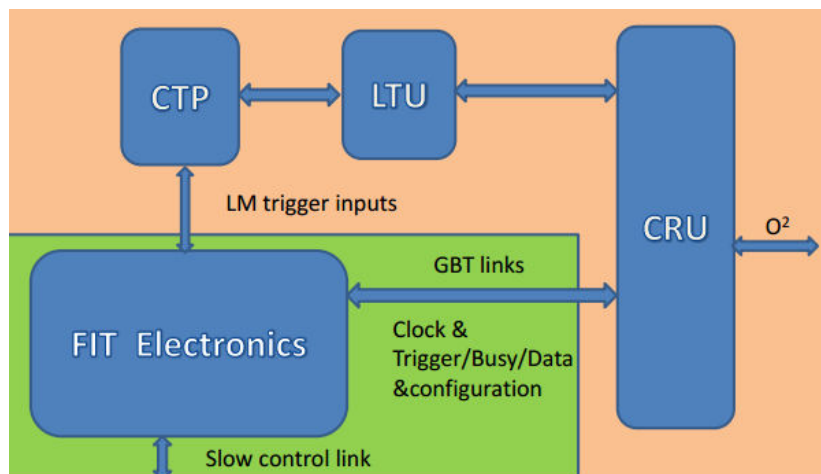 CTP
LTU
LM trigger inputs
CRU
O²
GBT links
FIT Electronics
Clock &
Trigger/Busy/Data
&configuration
Slow control link